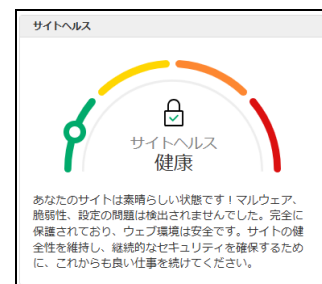 サイトヘルス
サイトヘルス
健康
あなたのサイトは素晴らしい状態です！マルウェア、
脆弱性、設定の問題は検出されませんでした。完全に
保護されており、ウェブ環境は安全です。サイトの健
全性を維持し、継続的なセキュリティを確保するため
に、これからも良い仕事を続けてください。